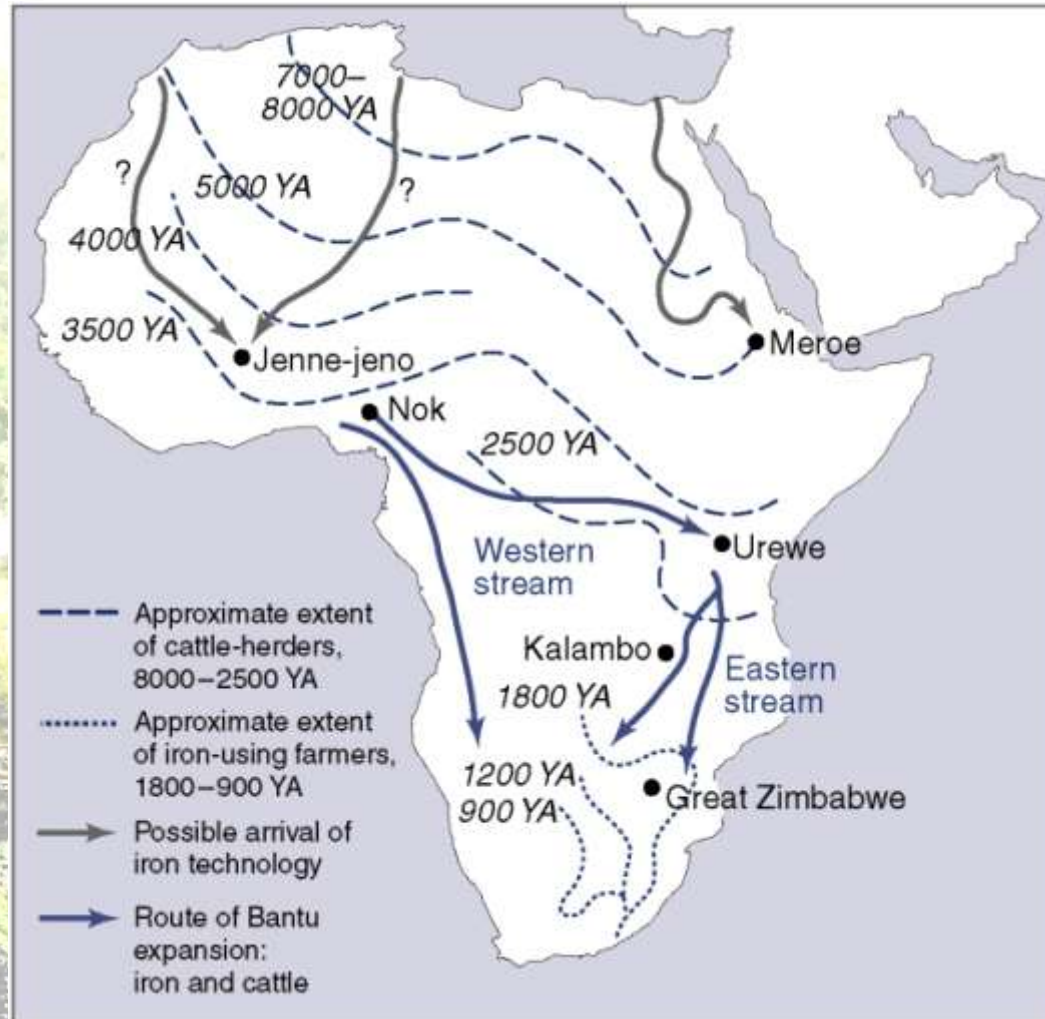 7000–
8000 YA
?
5000 YA
?
4000 YA
3500 YA
Jenne-jeno
Meroe
Nok
2500 YA
Urewe
Western
stream
Kalambo
Eastern
stream
1800 YA
1200 YA
900 YA
Great Zimbabwe
Approximate extent
of cattle-herders,
8000–2500 YA
Approximate extent
of iron-using farmers,
1800–900 YA
Possible arrival of
iron technology
Route of Bantu
expansion:
iron and cattle